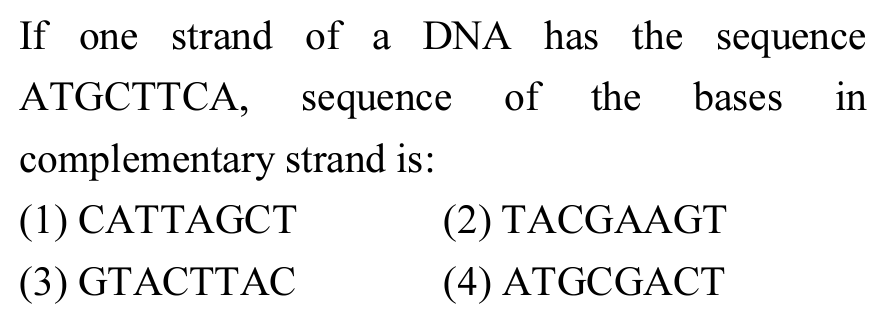 If one strand of a DNA has the sequence
ATGCTTCA, sequence of the bases in
complementary strand is:
(1) CATTAGCT (2) TACGAAGT
(3) GTACTTAC (4) ATGCGACT